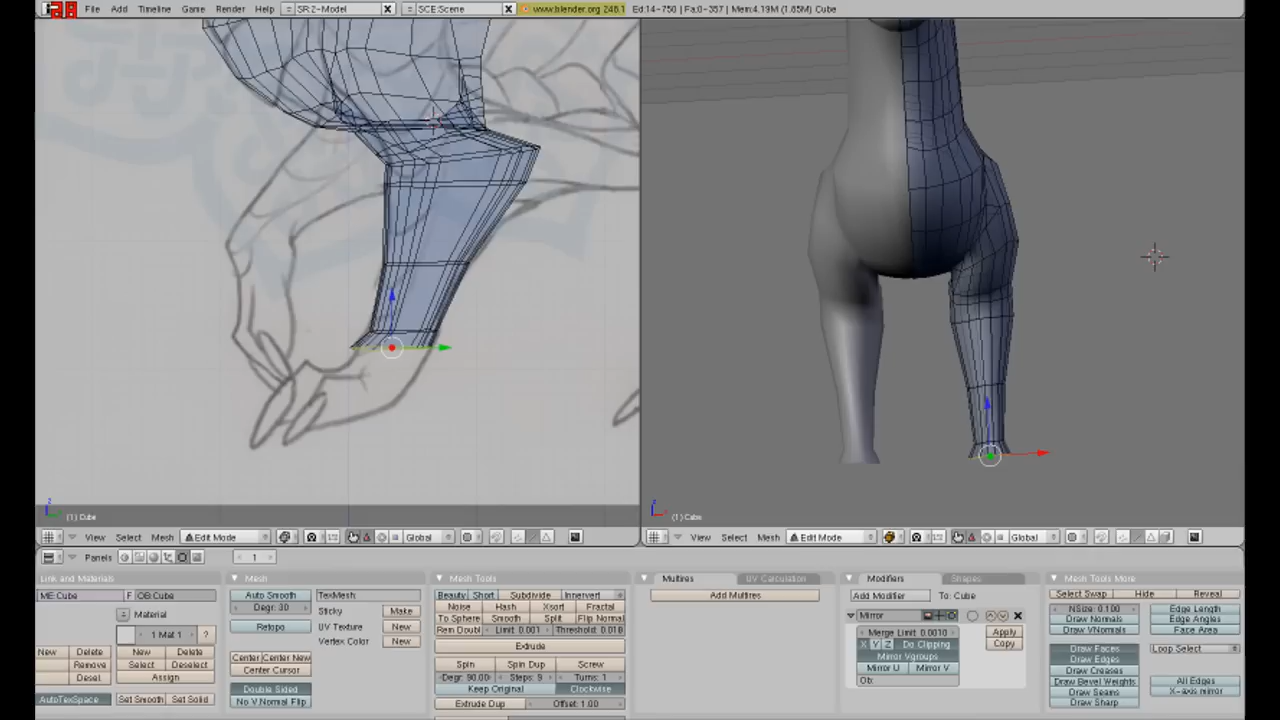 File Add Timeline Game Render Help SR:2-Model SCE:Scene www.blender.org 248.1 Ed:14-750 | Fa:0-357 | Mem:4.19M (1.85M) Cube
(1) Cube
(1) Cube
View Select Mesh Edit Mode Global
View Select Mesh Edit Mode Global
Panels 1
Link and Materials
ME:Cube F OB:Cube
Material
1 Mat 1 ?
New Delete New Delete
Remove Select Deselect
Assign
AutoTexSpace Set Smooth Set Solid
Mesh
Auto Smooth TexMesh:
Degr: 30 Sticky Make
Retopo UV Texture New
Vertex Color New
Center Center New
Center Cursor
Double Sided
No V.Normal Flip
Mesh Tools
Beauty Short Subdivide Innervert
Noise Hash Xsort Fractal
To Sphere Smooth Split Flip Normal
Rem Doubl Limit: 0.001 Threshold: 0.010
Extrude
Spin Spin Dup Screw
Degr: 90.00 Steps: 9 Turns: 1
Keep Original Clockwise
Extrude Dup Offset: 1.00
Multires UV Calculation
Add Multires
Modifiers Shapes
Add Modifier To: Cube
Mirror
Merge Limit: 0.0010 Apply
X Y Z Do Clipping Copy
Mirror Vgroups
Mirror U Mirror V
Ob:
Mesh Tools More
Select Swap Hide Reveal
NSize: 0.100 Edge Length
Draw Normals Edge Angles
Draw VNormals Face Area
Draw Faces Loop Select
Draw Edges
Draw Creases
Draw Bevel Weights All Edges
Draw Seams X-axis mirror
Draw Sharp